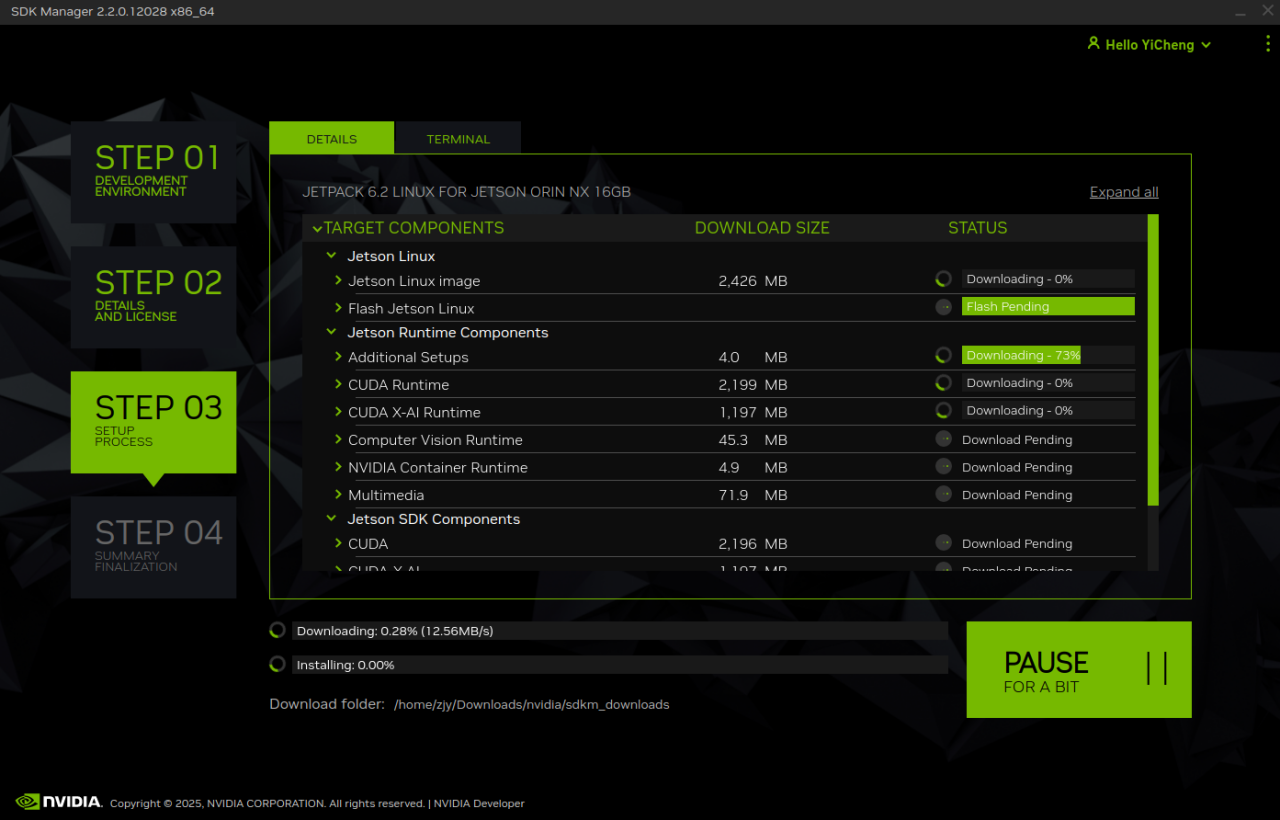 SDK Manager 2.2.0.12028 x86_64
Hello YiCheng
STEP 01
DEVELOPMENT
ENVIRONMENT
STEP 02
DETAILS
AND LICENSE
STEP 03
SETUP
PROCESS
STEP 04
SUMMARY
FINALIZATION
DETAILS TERMINAL
JETPACK 6.2 LINUX FOR JETSON ORIN NX 16GB Expand all
TARGET COMPONENTS DOWNLOAD SIZE STATUS
Jetson Linux
Jetson Linux image 2,426 MB Downloading - 0%
Flash Jetson Linux Flash Pending
Jetson Runtime Components
Additional Setups 4.0 MB Downloading - 73%
CUDA Runtime 2,199 MB Downloading - 0%
CUDA X-AI Runtime 1,197 MB Downloading - 0%
Computer Vision Runtime 45.3 MB Download Pending
NVIDIA Container Runtime 4.9 MB Download Pending
Multimedia 71.9 MB Download Pending
Jetson SDK Components
CUDA 2,196 MB Download Pending
CUDA X-AI 1,197 MB Download Pending
Downloading: 0.28% (12.56MB/s)
Installing: 0.00%
Download folder: /home/zjy/Downloads/nvidia/sdkm_downloads
PAUSE
FOR A BIT
NVIDIA. Copyright © 2025, NVIDIA CORPORATION. All rights reserved. | NVIDIA Developer